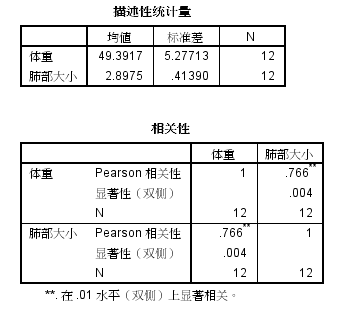 描述性统计量
均值 标准差 N
体重 49.3917 5.27713 12
肺部大小 2.8975 .41390 12
相关性
体重 肺部大小
体重 Pearson 相关性 1 .766**
显著性（双侧） .004
N 12 12
肺部大小 Pearson 相关性 .766** 1
显著性（双侧） .004
N 12 12
**. 在 .01 水平（双侧）上显著相关。